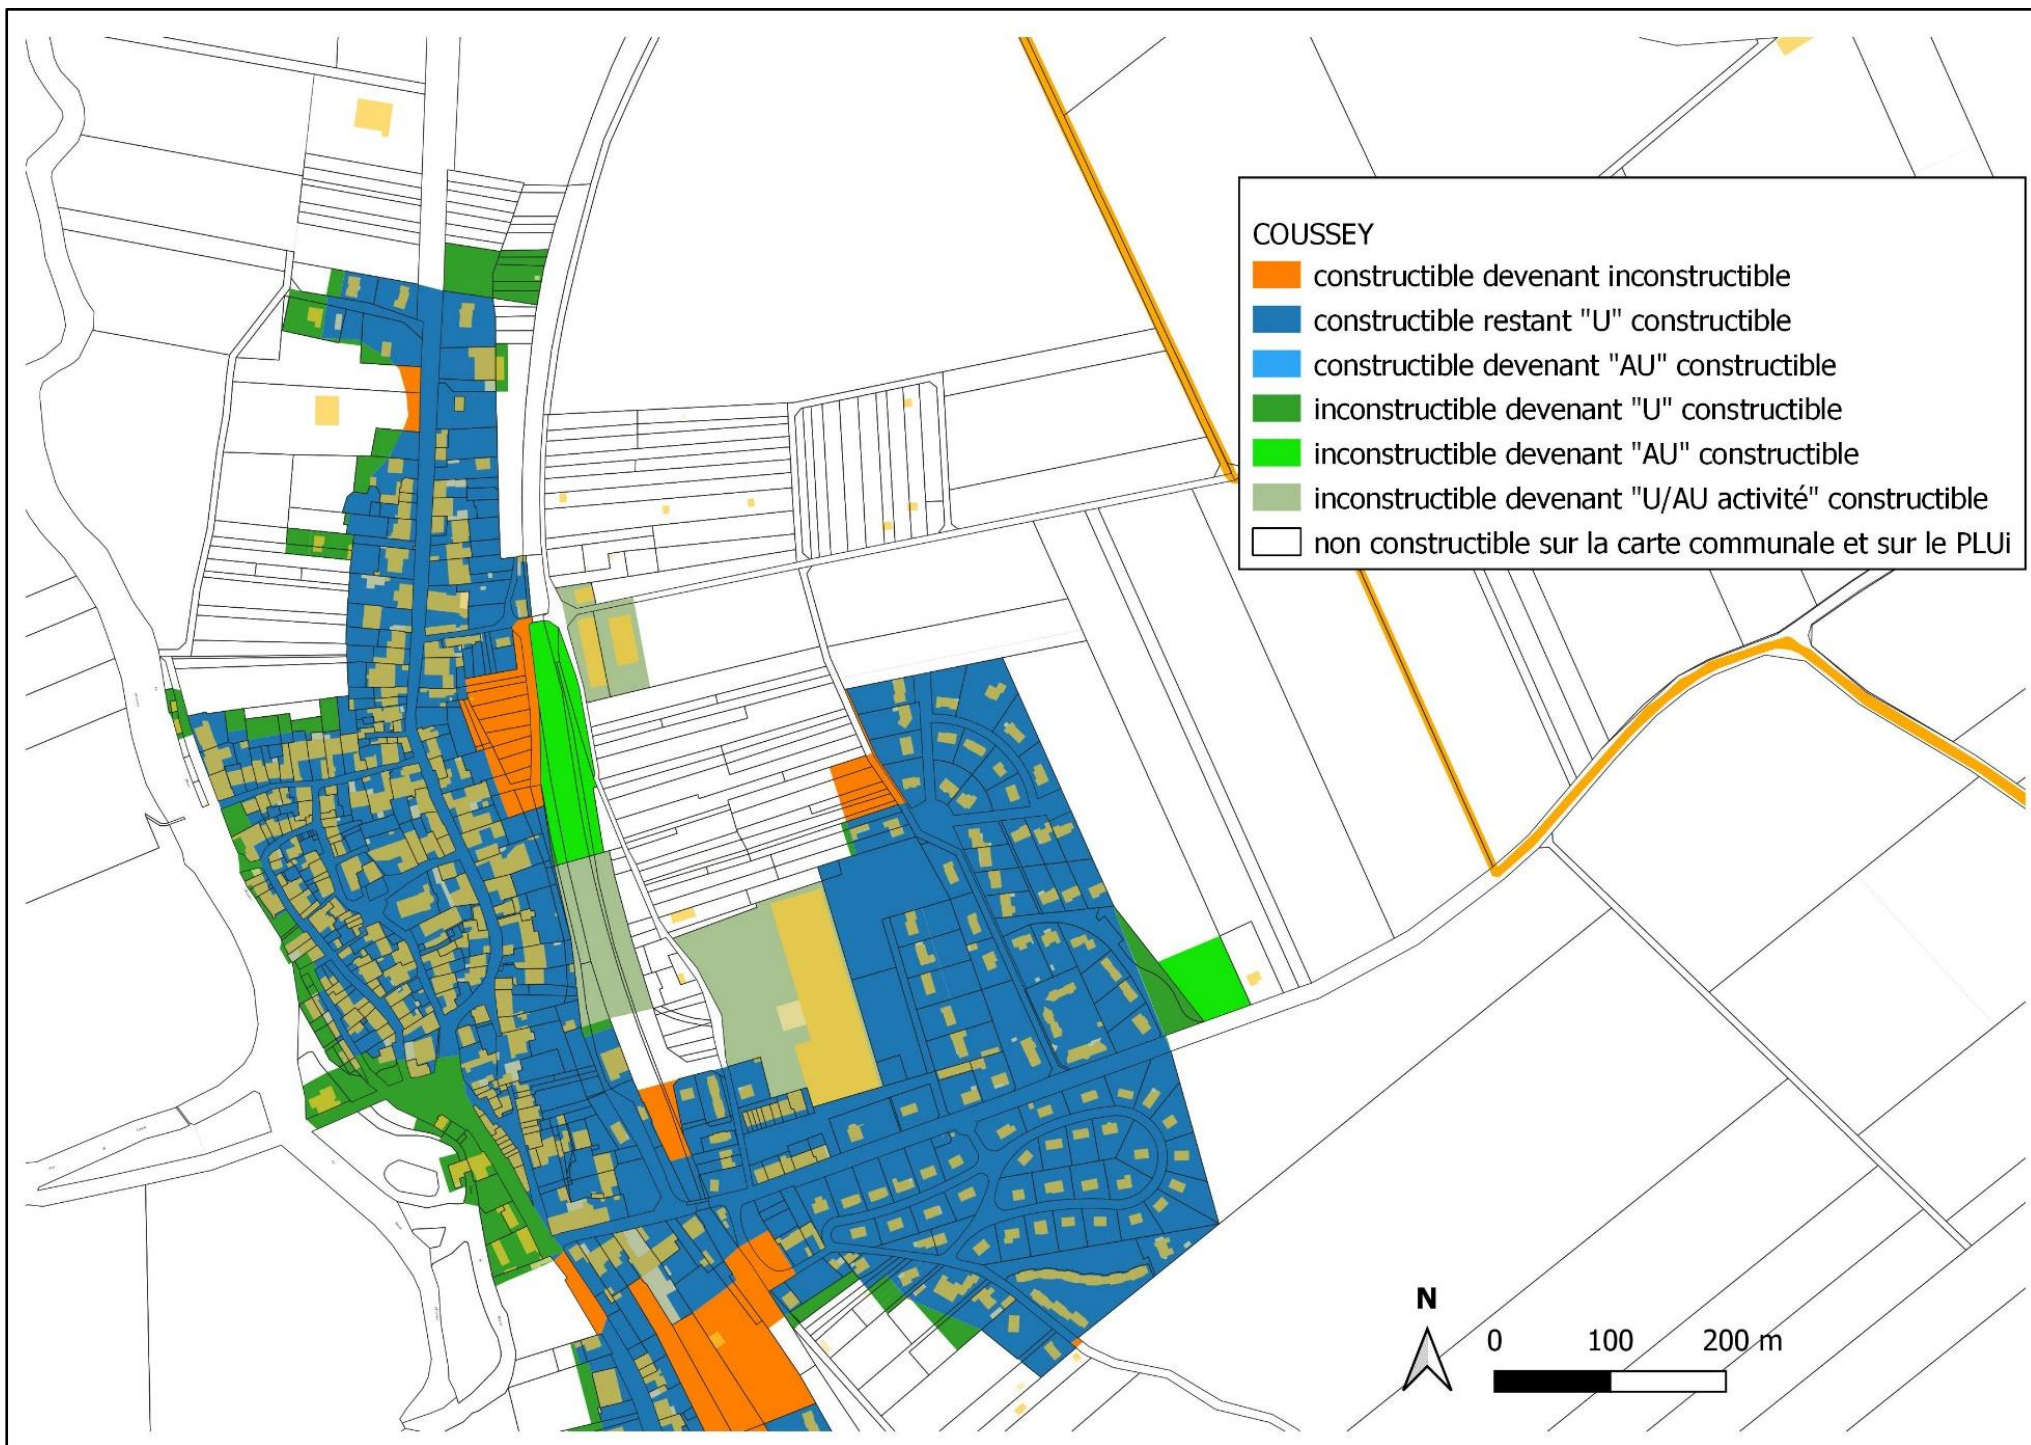 COUSSEY
constructible devenant inconstructible
constructible restant "U" constructible
constructible devenant "AU" constructible
inconstructible devenant "U" constructible
inconstructible devenant "AU" constructible
inconstructible devenant "U/AU activité" constructible
non constructible sur la carte communale et sur le PLUi
N
0 100 200 m